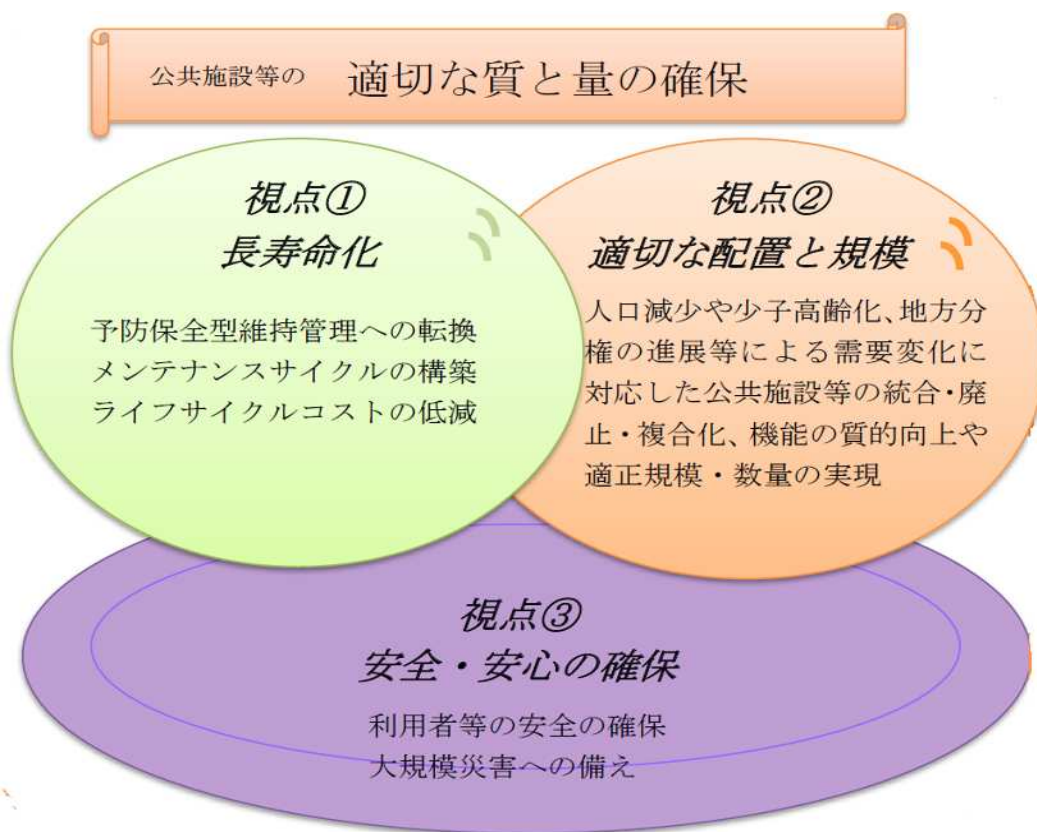 公共施設等の 適切な質と量の確保
視点①
長寿命化
予防保全型維持管理への転換
メンテナンスサイクルの構築
ライフサイクルコストの低減
視点②
適切な配置と規模
人口減少や少子高齢化、地方分
権の進展等による需要変化に
対応した公共施設等の統合・廃
止・複合化、機能の質的向上や
適正規模・数量の実現
視点③
安全・安心の確保
利用者等の安全の確保
大規模災害への備え